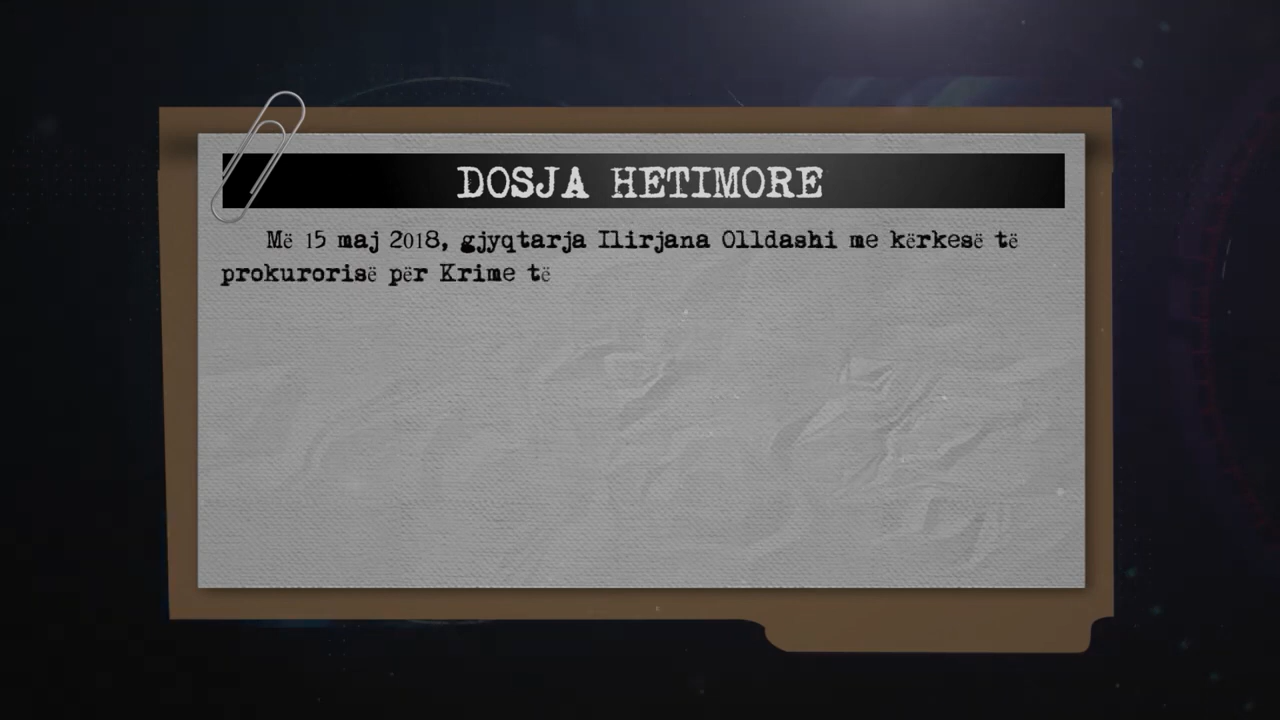 DOSJA HETIMORE
Më 15 maj 2018, gjyqtarja Ilirjana Olldashi me kërkesë të
prokurorisë për Krime të